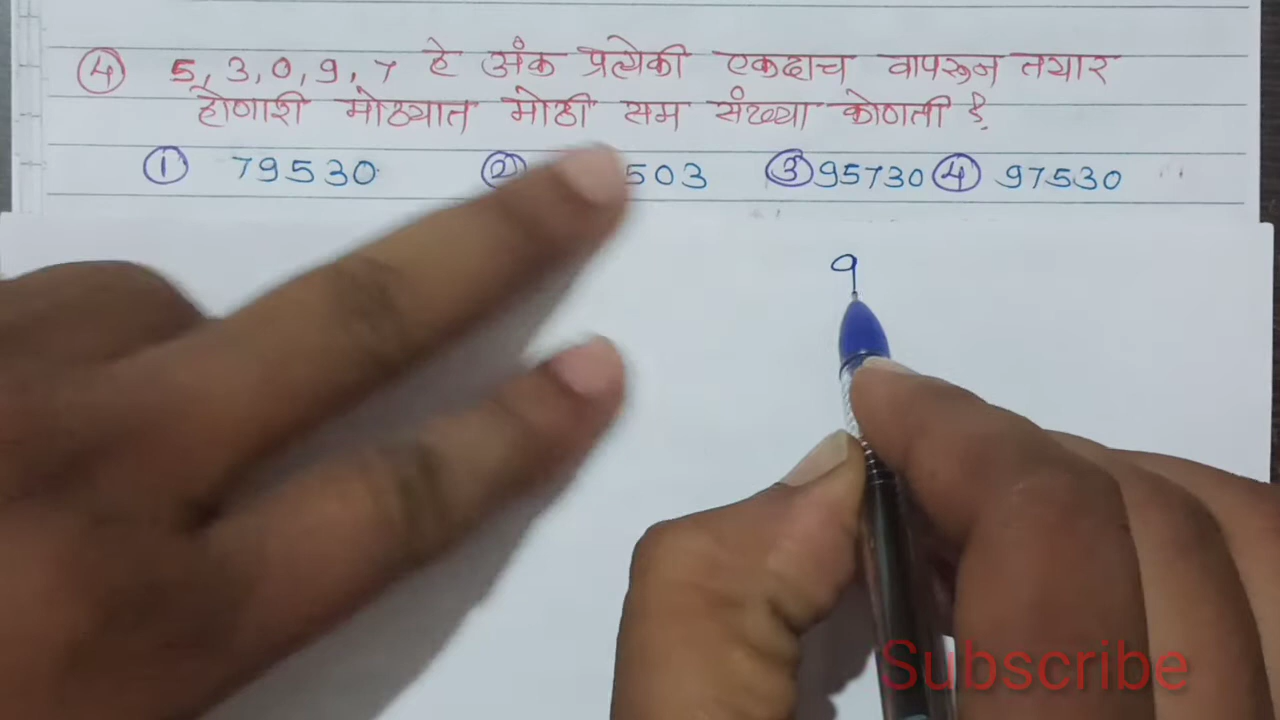 ④ 5, 3, 0, 9, 7 हे अंक प्रत्येकी एकदाच वापरून तयार
होणारी मोठ्यात मोठी सम संख्या कोणती ?
① 79530 ② 503 ③ 95730 ④ 97530
9
Subscribe